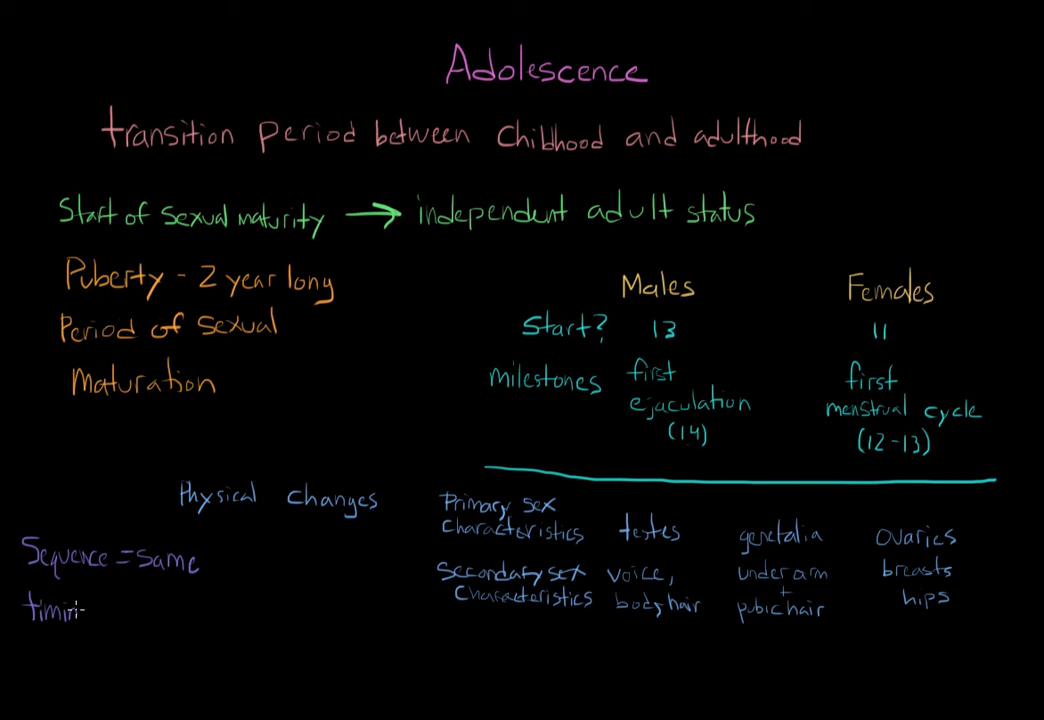 Adolescence
transition period between childhood and adulthood
Start of sexual maturity → independent adult status
Puberty - 2 year long
Period of sexual
Maturation
Males Females
Start? 13 11
milestones first ejaculation (14) first menstrual cycle (12-13)
Physical changes
Primary sex characteristics testes genetalia ovaries
Secondary sex characteristics voice, body hair underarm + pubic hair breasts hips
Sequence = same
timin